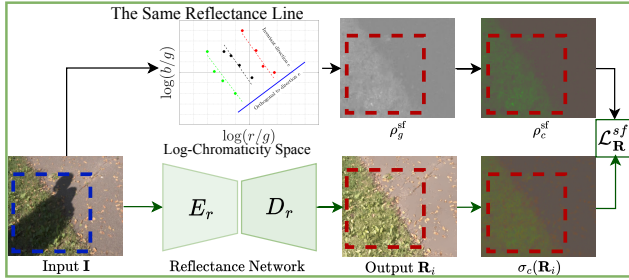 The Same Reflectance Line
log(b/g)
Invariant direction e
Orthogonal to direction e
log(r/g)
Log-Chromaticity Space
ρ_g^sf
ρ_c^sf
𝓛_𝐑^sf
E_r
D_r
Input 𝐈
Reflectance Network
Output 𝐑_i
σ_c(𝐑_i)